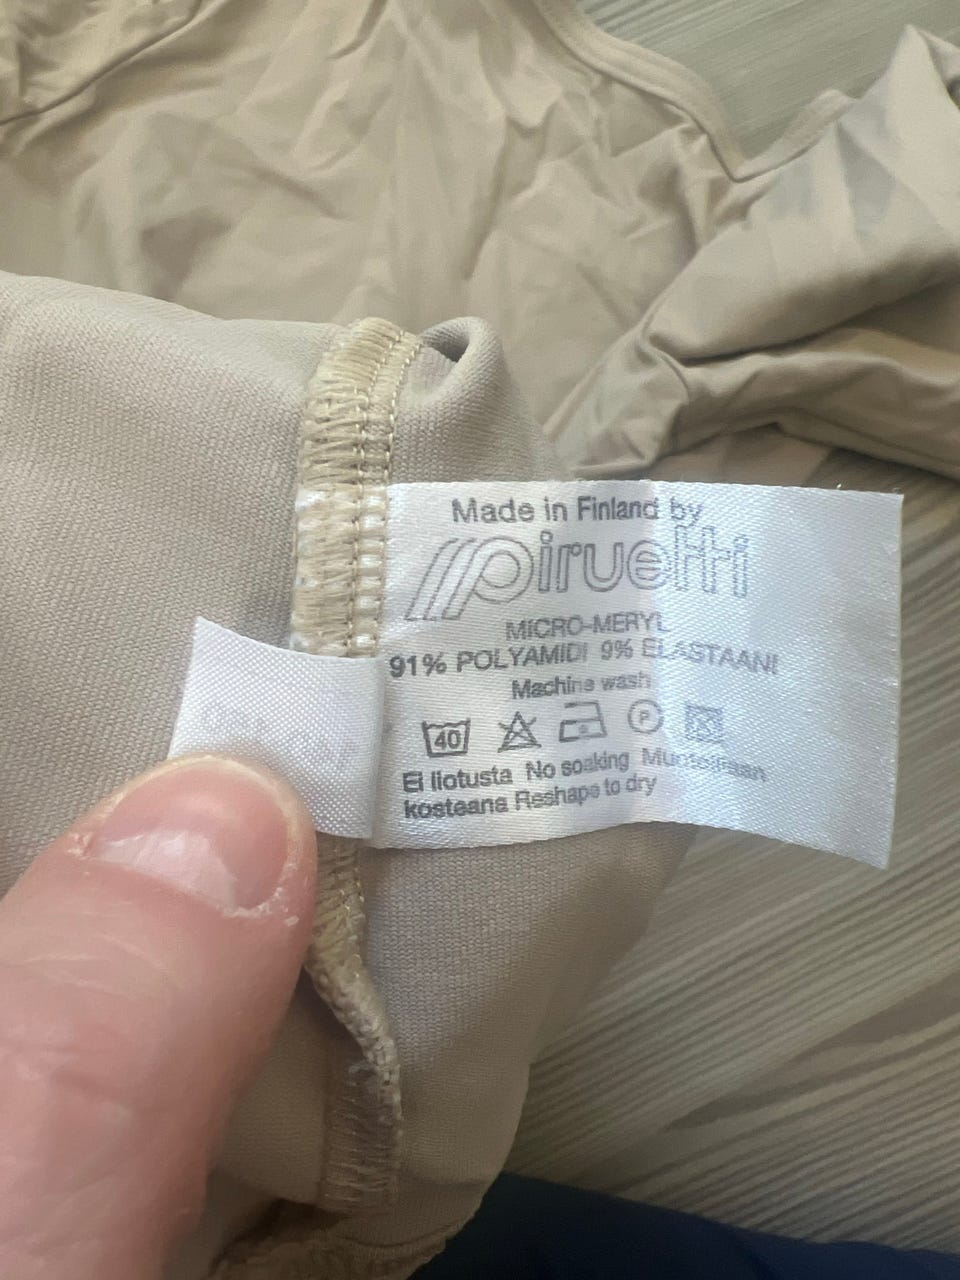 Made in Finland by
Piruetti
MICRO-MERYL
91% POLYAMIDI 9% ELASTAANI
Machine wash
40 P
Ei liotusta No soaking Muotoillaan
kosteana Reshape to dry